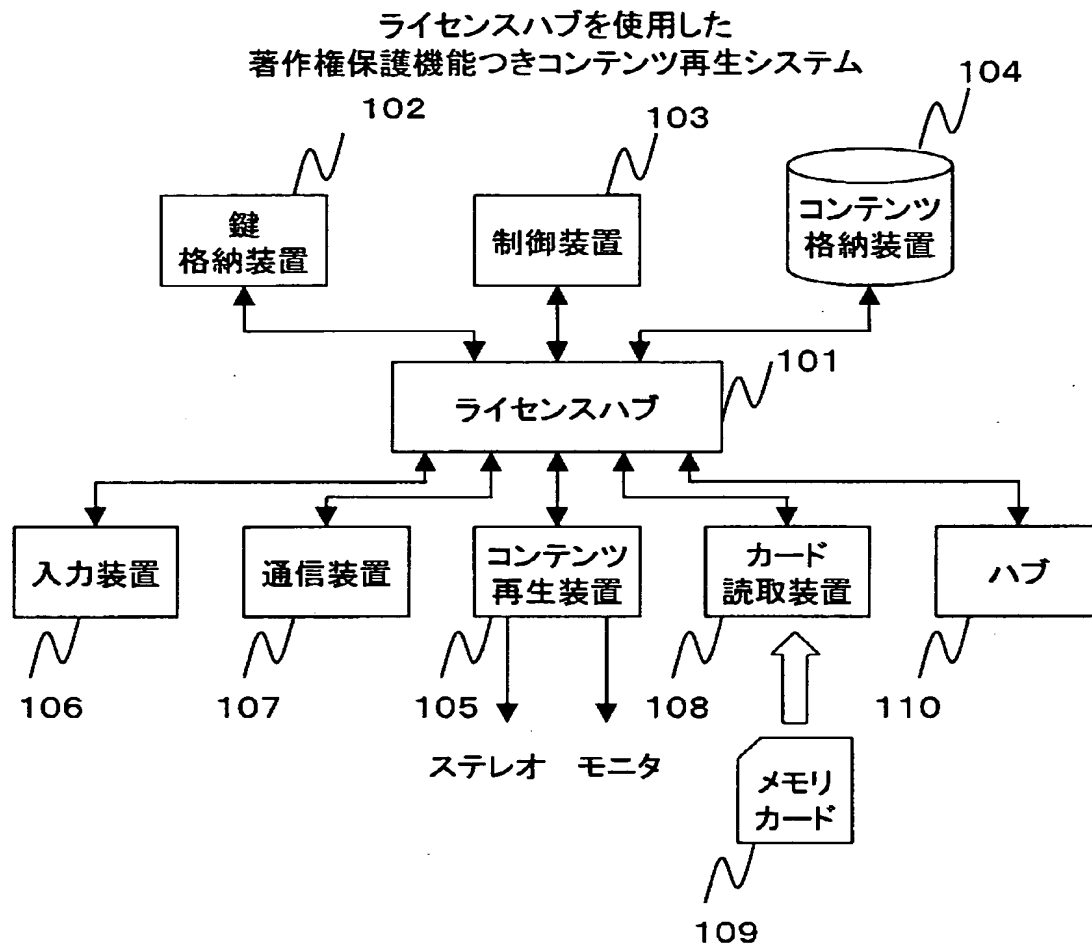 ライセンスハブを使用した
著作権保護機能つきコンテンツ再生システム
102
103
104
鍵
格納装置
制御装置
コンテンツ
格納装置
101
ライセンスハブ
入力装置
通信装置
コンテンツ
再生装置
カード
読取装置
ハブ
106
107
105
108
110
ステレオ
モニタ
メモリ
カード
109